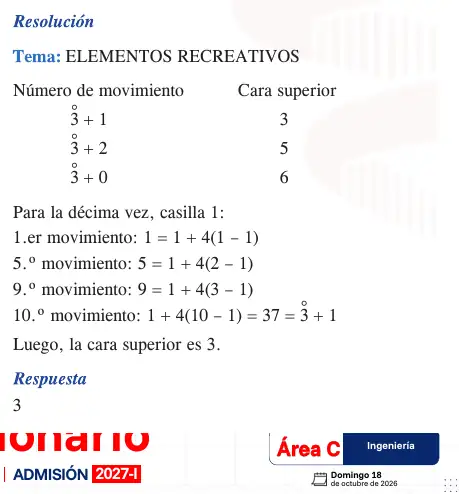 Resolución
Tema: ELEMENTOS RECREATIVOS
Número de movimiento Cara superior
3̊ + 1 3
3̊ + 2 5
3̊ + 0 6
Para la décima vez, casilla 1:
1.er movimiento: 1 = 1 + 4(1 − 1)
5.º movimiento: 5 = 1 + 4(2 − 1)
9.º movimiento: 9 = 1 + 4(3 − 1)
10.º movimiento: 1 + 4(10 − 1) = 37 = 3̊ + 1
Luego, la cara superior es 3.
Respuesta
3
Área C Ingeniería
| ADMISIÓN 2027-I
Domingo 18
de octubre de 2026